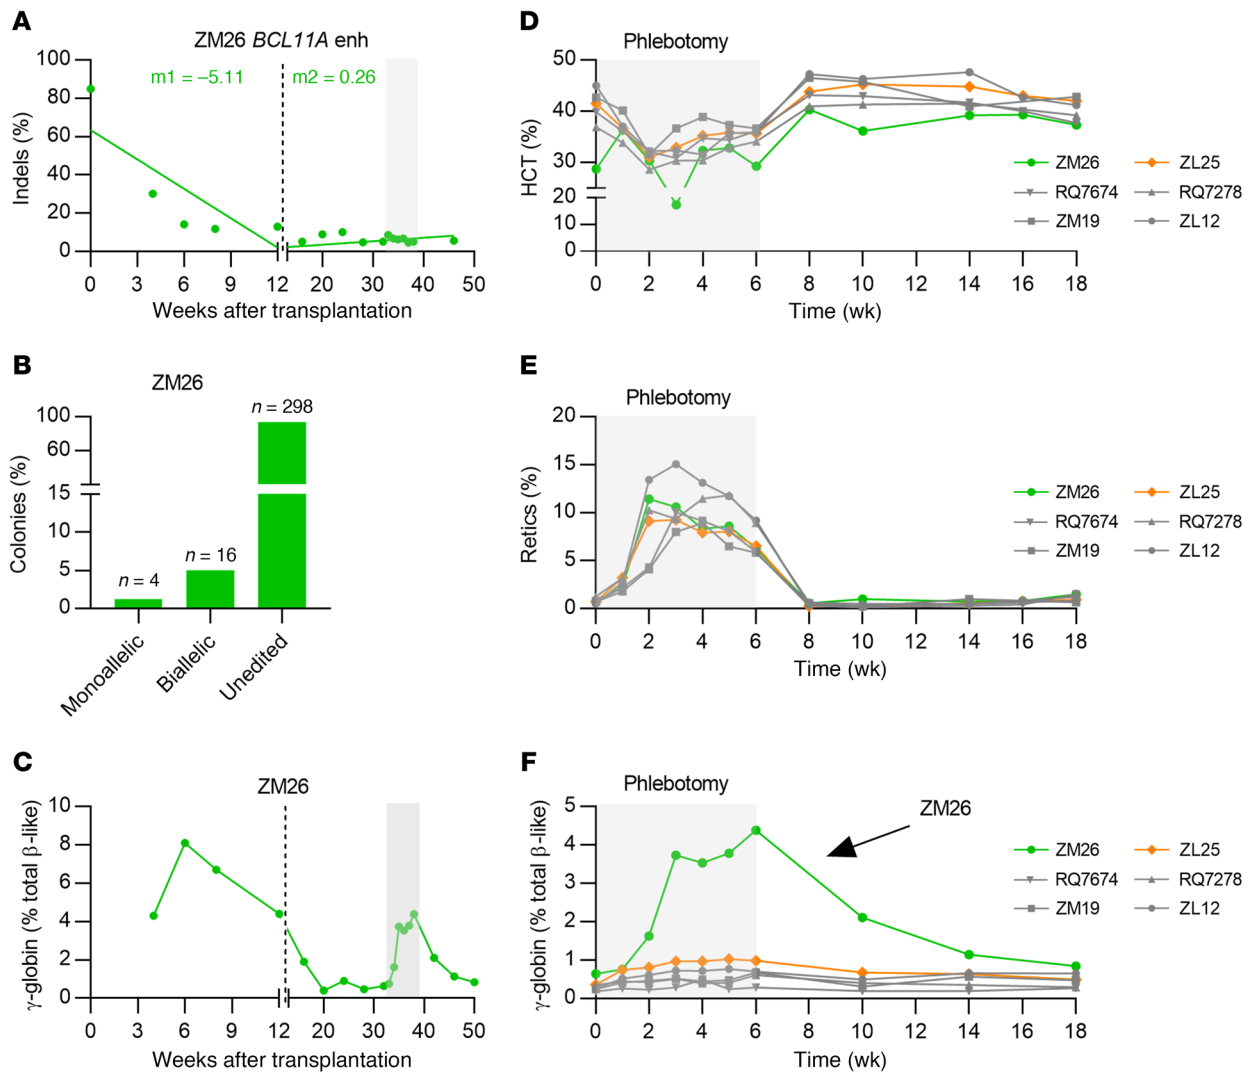 A
ZM26 BCL11A enh
m1 = –5.11
m2 = 0.26
Indels (%)
100
80
60
40
20
0
0 3 6 9 12 20 30 40 50
Weeks after transplantation
D
Phlebotomy
HCT (%)
50
40
30
20
10
0
0 2 4 6 8 10 12 14 16 18
Time (wk)
ZM26 ZL25
RQ7674 RQ7278
ZM19 ZL12
B
ZM26
Colonies (%)
100
60
15
10
5
0
n = 4
n = 16
n = 298
Monoallelic
Biallelic
Unedited
E
Phlebotomy
Retics (%)
20
15
10
5
0
0 2 4 6 8 10 12 14 16 18
Time (wk)
ZM26 ZL25
RQ7674 RQ7278
ZM19 ZL12
C
ZM26
γ-globin (% total β-like)
10
8
6
4
2
0
0 3 6 9 12 20 30 40 50
Weeks after transplantation
F
Phlebotomy
ZM26
γ-globin (% total β-like)
5
4
3
2
1
0
0 2 4 6 8 10 12 14 16 18
Time (wk)
ZM26 ZL25
RQ7674 RQ7278
ZM19 ZL12